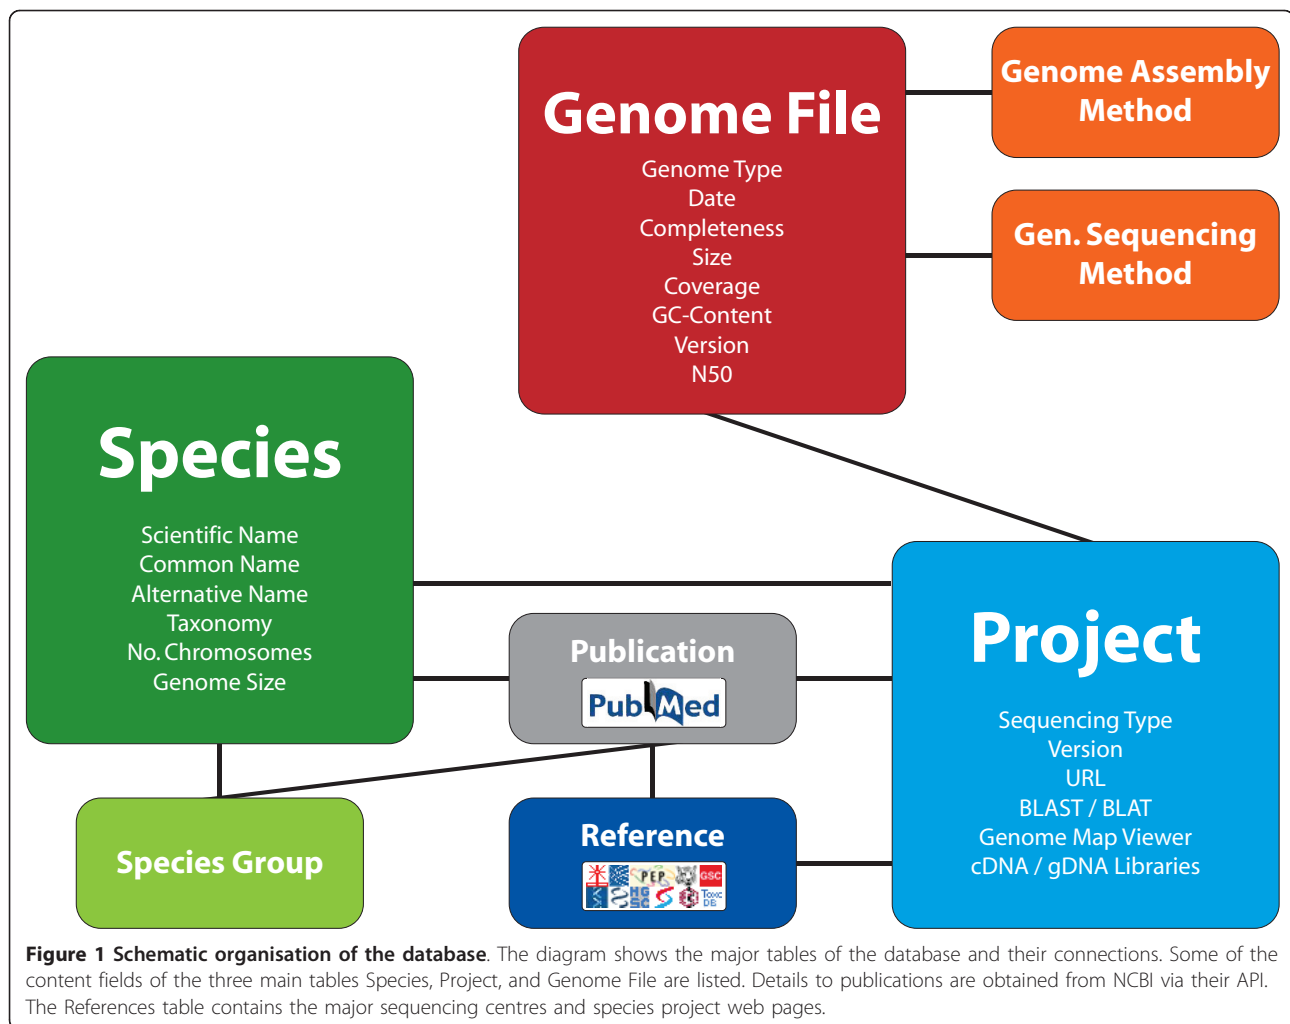 Genome File
Genome Type
Date
Completeness
Size
Coverage
GC-Content
Version
N50
Genome Assembly
Method
Gen. Sequencing
Method
Species
Scientific Name
Common Name
Alternative Name
Taxonomy
No. Chromosomes
Genome Size
Publication
PubMed
Project
Sequencing Type
Version
URL
BLAST / BLAT
Genome Map Viewer
cDNA / gDNA Libraries
Species Group
Reference
PEP
GSC
HG
SC
TOXO
DB
Figure 1 Schematic organisation of the database. The diagram shows the major tables of the database and their connections. Some of the
content fields of the three main tables Species, Project, and Genome File are listed. Details to publications are obtained from NCBI via their API.
The References table contains the major sequencing centres and species project web pages.